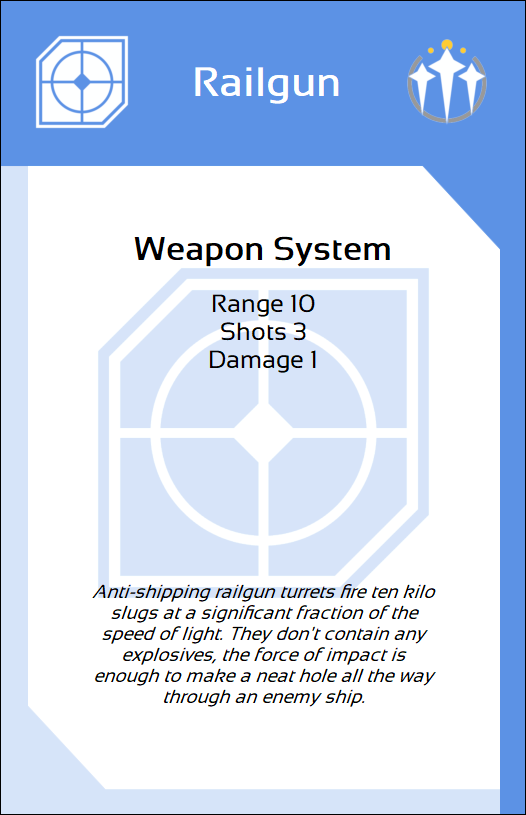 Railgun
Weapon System
Range 10
Shots 3
Damage 1
Anti-shipping railgun turrets fire ten kilo
slugs at a significant fraction of the
speed of light. They don't contain any
explosives, the force of impact is
enough to make a neat hole all the way
through an enemy ship.